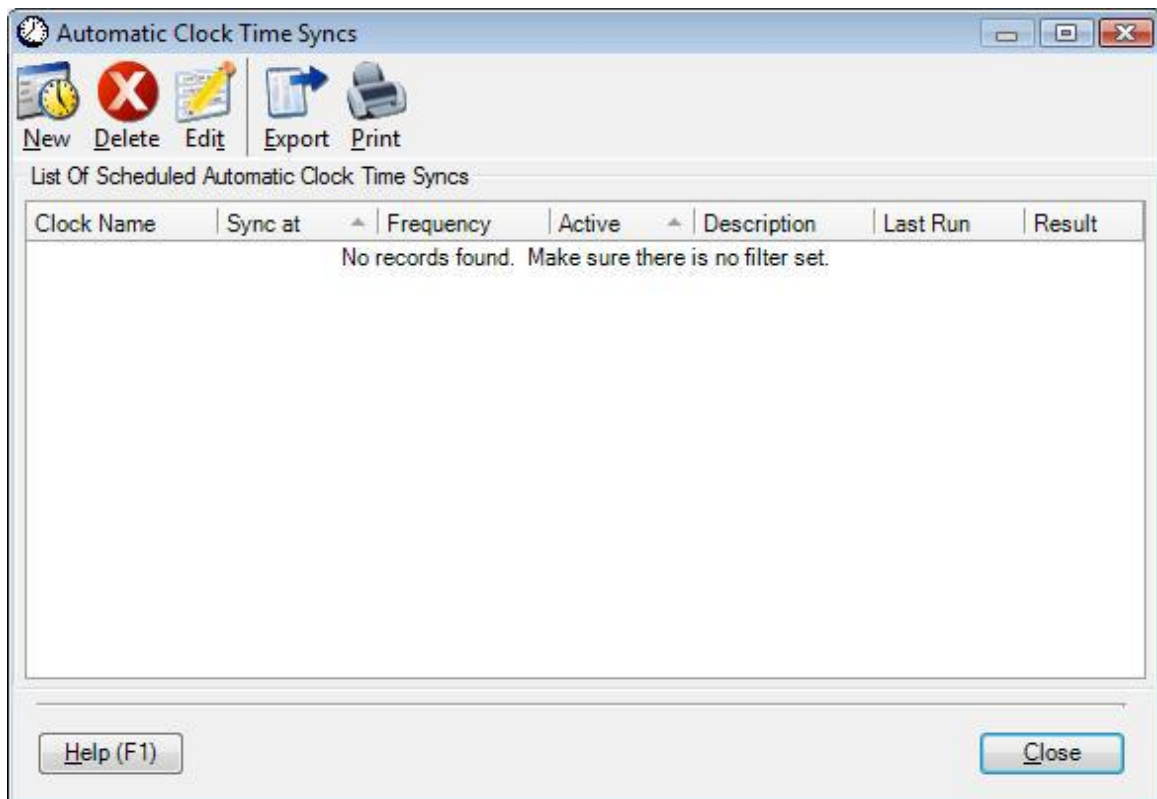 Automatic Clock Time Syncs
New Delete Edit Export Print
List Of Scheduled Automatic Clock Time Syncs
Clock Name Sync at Frequency Active Description Last Run Result
No records found. Make sure there is no filter set.
Help (F1) Close